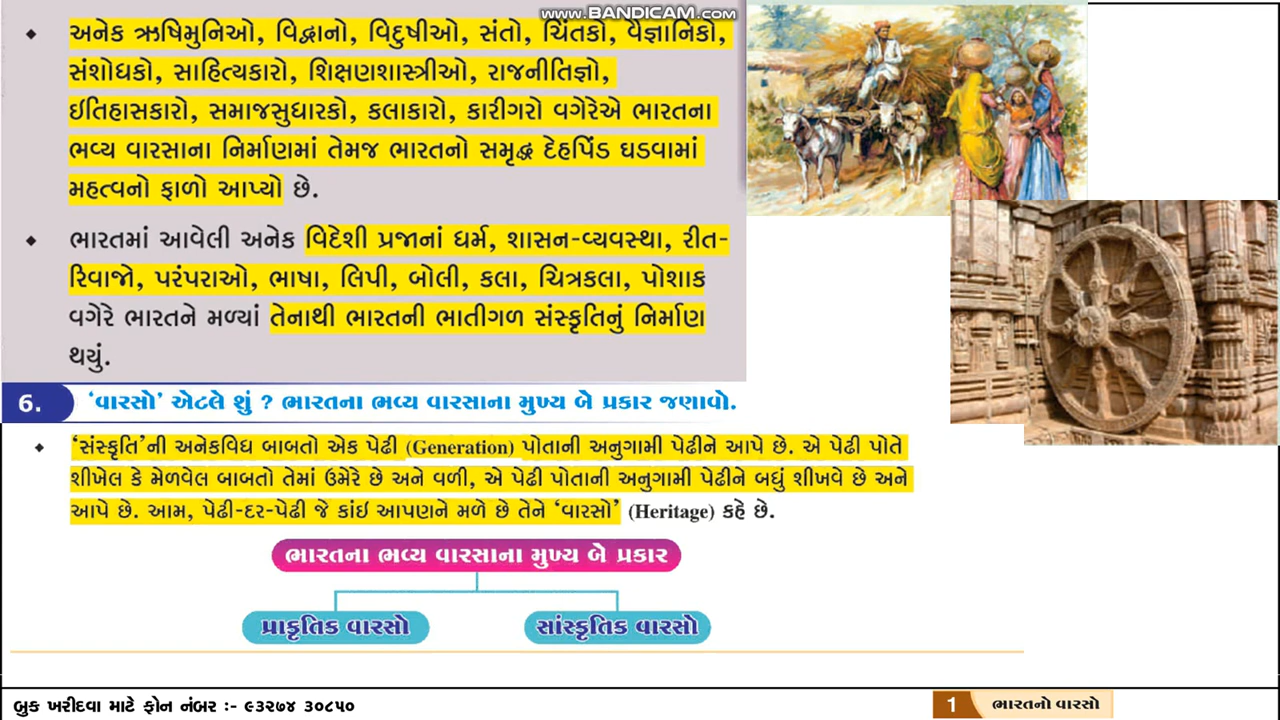 www.BANDICAM.com
અનેક ઋષિમુનિઓ, વિદ્વાનો, વિદુષીઓ, સંતો, ચિંતકો, વૈજ્ઞાનિકો,
સંશોધકો, સાહિત્યકારો, શિક્ષણશાસ્ત્રીઓ, રાજનીતિજ્ઞો,
ઇતિહાસકારો, સમાજસુધારકો, કલાકારો, કારીગરો વગેરેએ ભારતના
ભવ્ય વારસાના નિર્માણમાં તેમજ ભારતનો સમૃદ્ધ દેહપિંડ ઘડવામાં
મહત્વનો ફાળો આપ્યો છે.
ભારતમાં આવેલી અનેક વિદેશી પ્રજાનાં ધર્મ, શાસન-વ્યવસ્થા, રીત-
રિવાજો, પરંપરાઓ, ભાષા, લિપી, બોલી, કલા, ચિત્રકલા, પોશાક
વગેરે ભારતને મળ્યાં તેનાથી ભારતની ભાતીગળ સંસ્કૃતિનું નિર્માણ
થયું.
6. 'વારસો' એટલે શું ? ભારતના ભવ્ય વારસાના મુખ્ય બે પ્રકાર જણાવો.
'સંસ્કૃતિ'ની અનેકવિધ બાબતો એક પેઢી (Generation) પોતાની અનુગામી પેઢીને આપે છે. એ પેઢી પોતે
શીખેલ કે મેળવેલ બાબતો તેમાં ઉમેરે છે અને વળી, એ પેઢી પોતાની અનુગામી પેઢીને બધું શીખવે છે અને
આપે છે. આમ, પેઢી-દર-પેઢી જે કાંઈ આપણને મળે છે તેને 'વારસો' (Heritage) કહે છે.
ભારતના ભવ્ય વારસાના મુખ્ય બે પ્રકાર
પ્રાકૃતિક વારસો સાંસ્કૃતિક વારસો
બુક ખરીદવા માટે ફોન નંબર :- ૯૩૨૭૪ ૩૦૮૫૦
1 ભારતનો વારસો